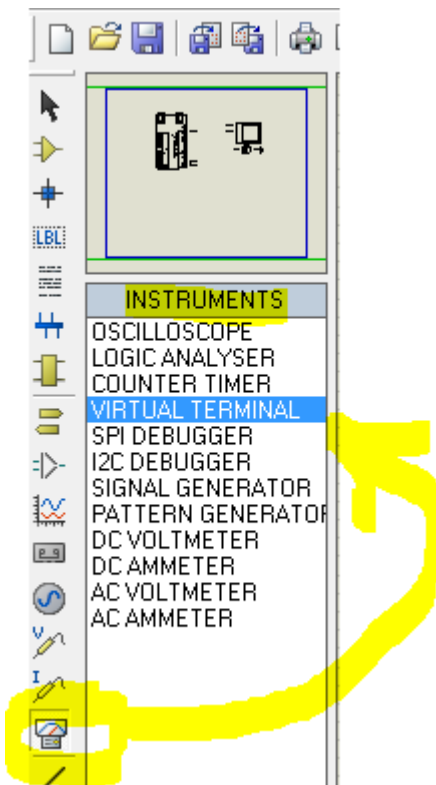 LBL
INSTRUMENTS
OSCILLOSCOPE
LOGIC ANALYSER
COUNTER TIMER
VIRTUAL TERMINAL
SPI DEBUGGER
I2C DEBUGGER
SIGNAL GENERATOR
PATTERN GENERATOR
DC VOLTMETER
DC AMMETER
AC VOLTMETER
AC AMMETER
V
I